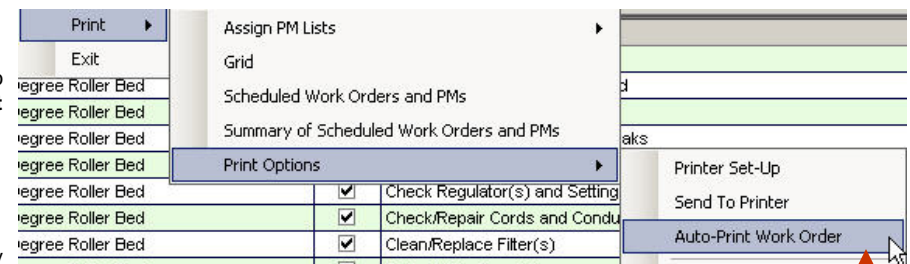 Print
Exit
Assign PM Lists
Grid
Scheduled Work Orders and PMs
Summary of Scheduled Work Orders and PMs
Print Options
Printer Set-Up
Send To Printer
Auto-Print Work Order
egree Roller Bed
egree Roller Bed
egree Roller Bed aks
egree Roller Bed
egree Roller Bed Check Regulator(s) and Setting
egree Roller Bed Check/Repair Cords and Condu
egree Roller Bed Clean/Replace Filter(s)